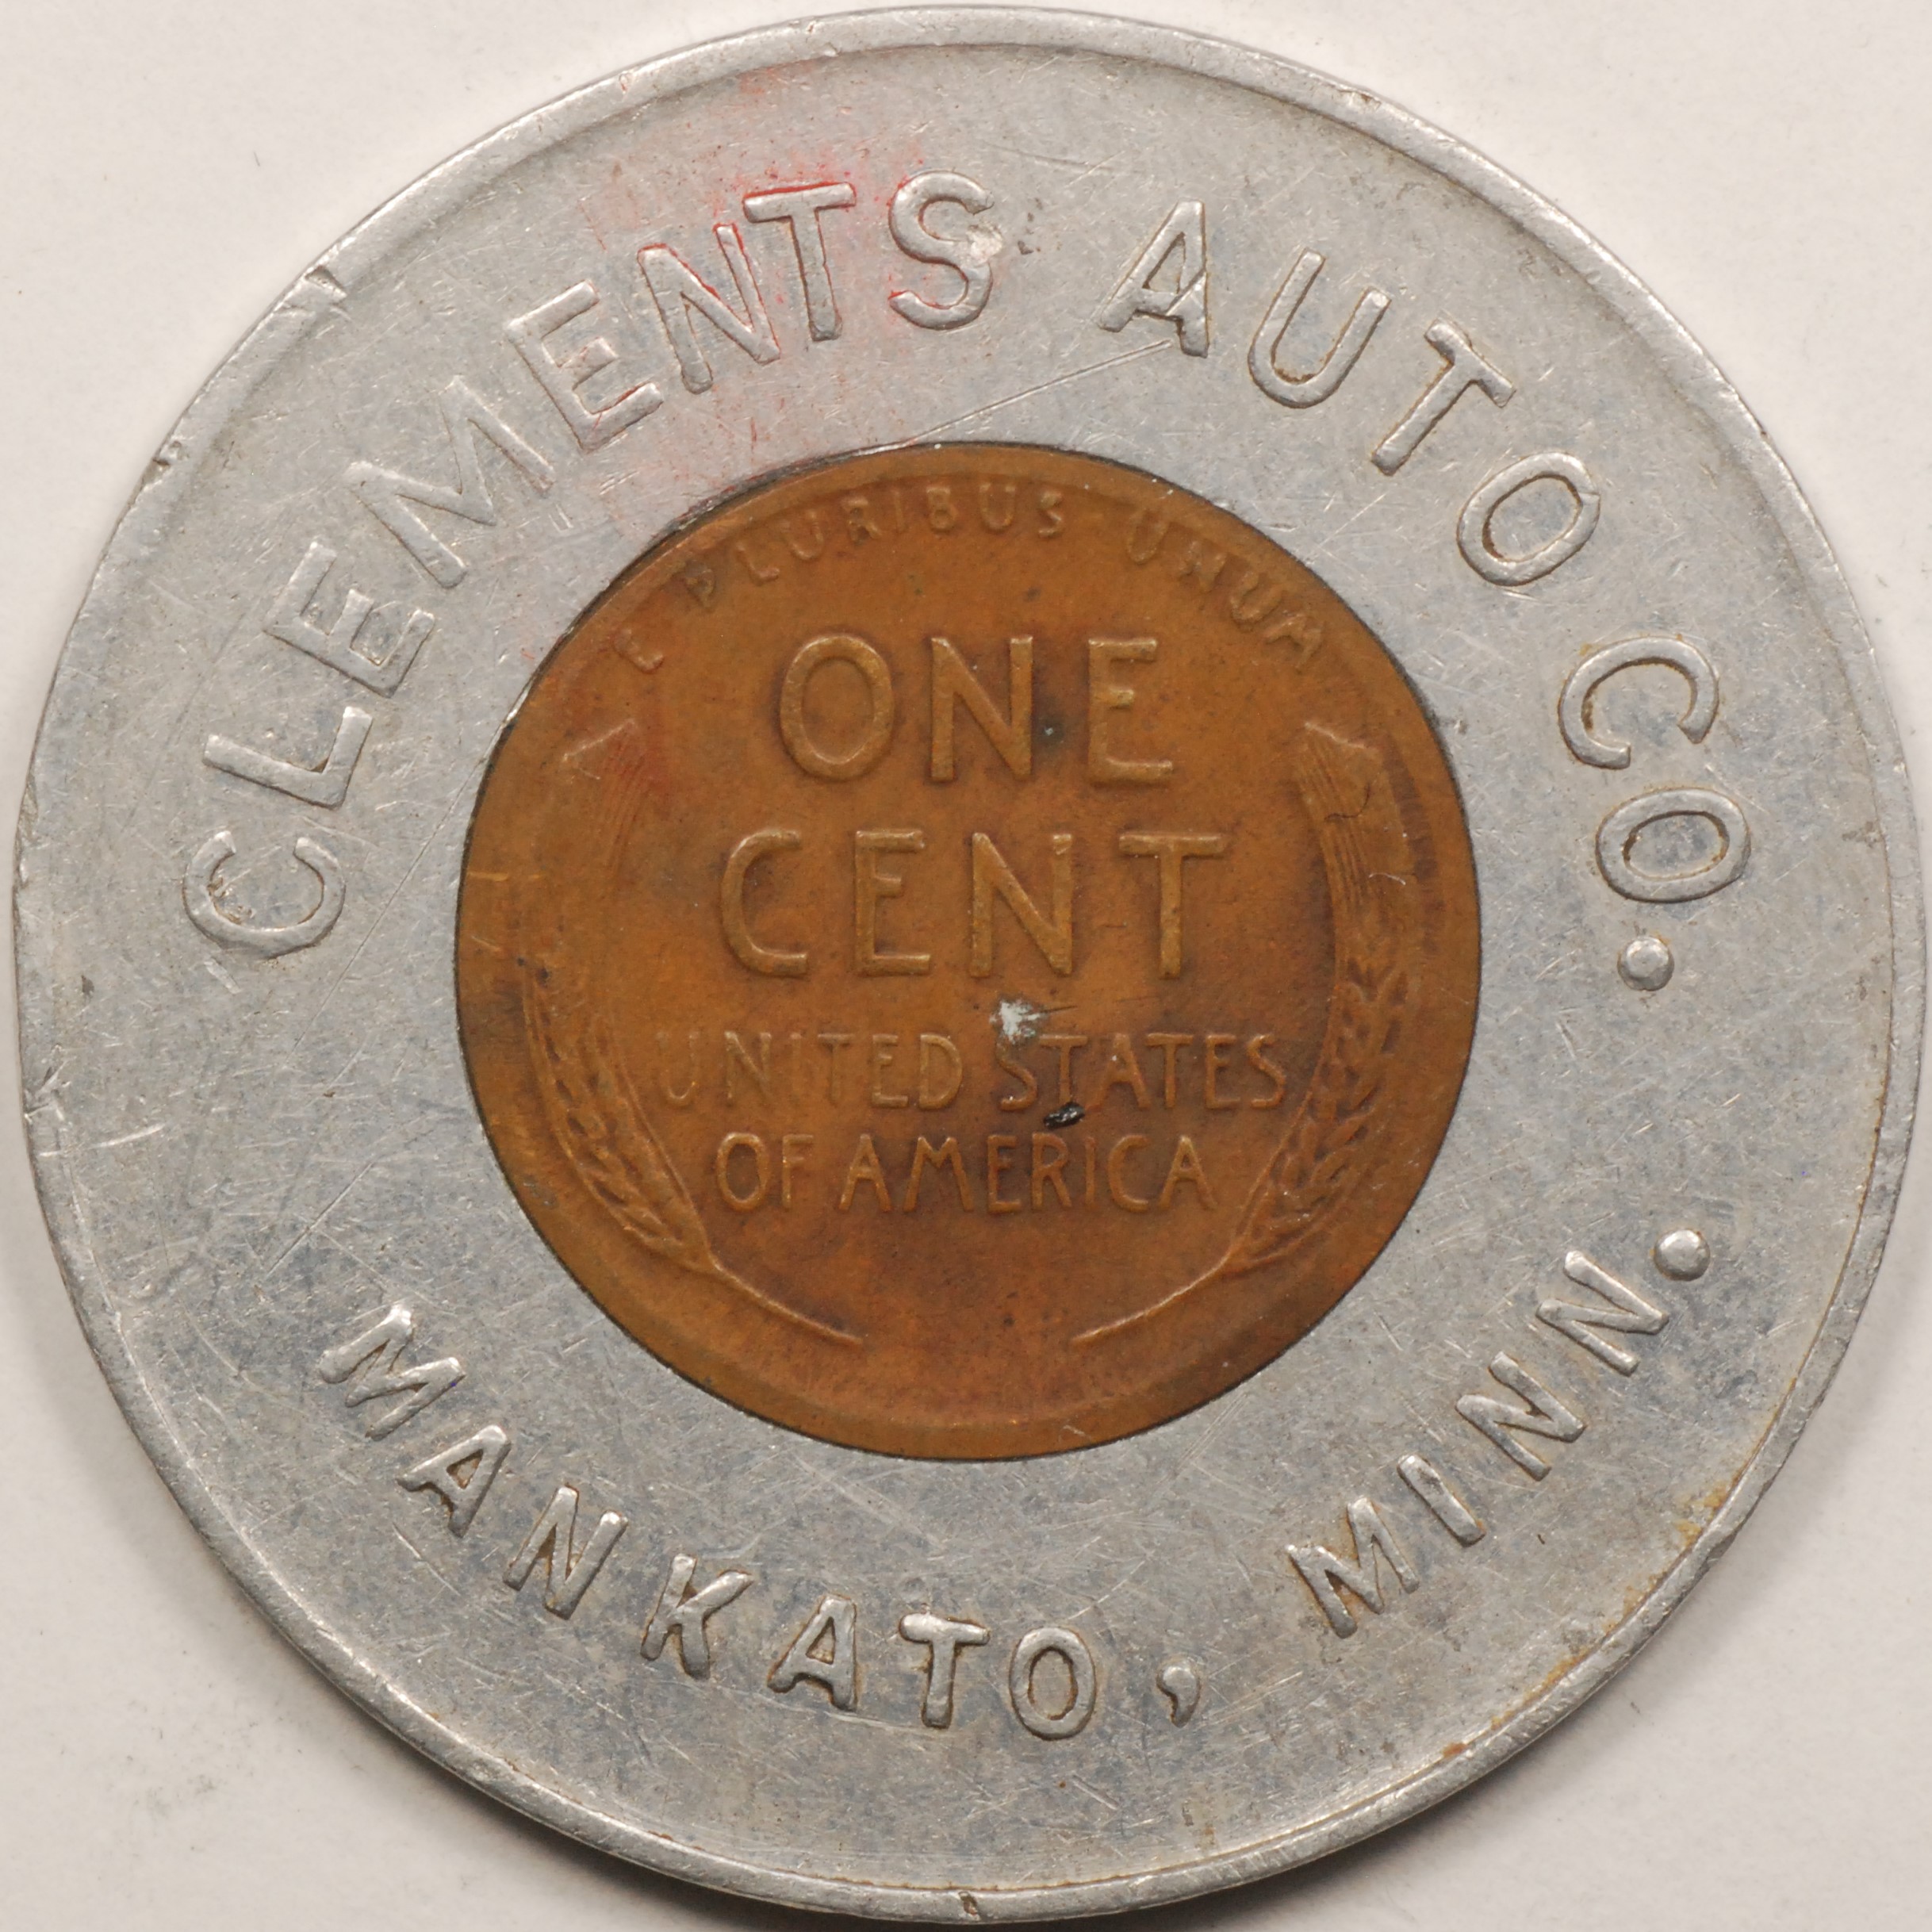 CLEMENTS AUTO CO.
E PLURIBUS · UNUM
ONE
CENT
UNITED STATES
OF AMERICA
MANKATO, MINN.